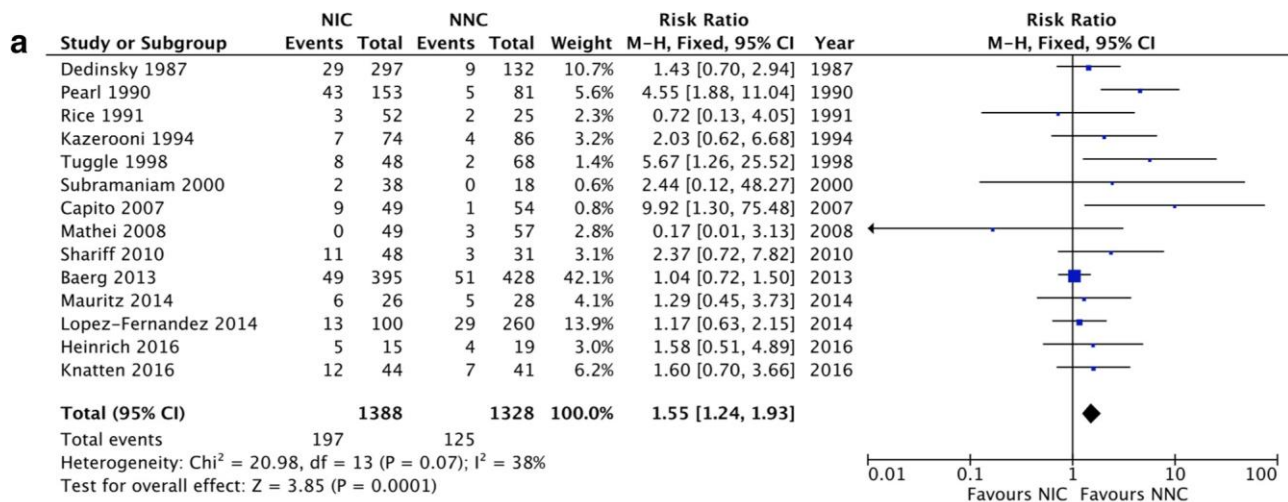 a
NIC NNC Risk Ratio Risk Ratio
Study or Subgroup Events Total Events Total Weight M-H, Fixed, 95% CI Year M-H, Fixed, 95% CI
Dedinsky 1987 29 297 9 132 10.7% 1.43 [0.70, 2.94] 1987
Pearl 1990 43 153 5 81 5.6% 4.55 [1.88, 11.04] 1990
Rice 1991 3 52 2 25 2.3% 0.72 [0.13, 4.05] 1991
Kazerooni 1994 7 74 4 86 3.2% 2.03 [0.62, 6.68] 1994
Tuggle 1998 8 48 2 68 1.4% 5.67 [1.26, 25.52] 1998
Subramaniam 2000 2 38 0 18 0.6% 2.44 [0.12, 48.27] 2000
Capito 2007 9 49 1 54 0.8% 9.92 [1.30, 75.48] 2007
Mathei 2008 0 49 3 57 2.8% 0.17 [0.01, 3.13] 2008
Shariff 2010 11 48 3 31 3.1% 2.37 [0.72, 7.82] 2010
Baerg 2013 49 395 51 428 42.1% 1.04 [0.72, 1.50] 2013
Mauritz 2014 6 26 5 28 4.1% 1.29 [0.45, 3.73] 2014
Lopez-Fernandez 2014 13 100 29 260 13.9% 1.17 [0.63, 2.15] 2014
Heinrich 2016 5 15 4 19 3.0% 1.58 [0.51, 4.89] 2016
Knatten 2016 12 44 7 41 6.2% 1.60 [0.70, 3.66] 2016
Total (95% CI) 1388 1328 100.0% 1.55 [1.24, 1.93]
Total events 197 125
Heterogeneity: Chi² = 20.98, df = 13 (P = 0.07); I² = 38%
Test for overall effect: Z = 3.85 (P = 0.0001)
0.01 0.1 1 10 100
Favours NIC Favours NNC